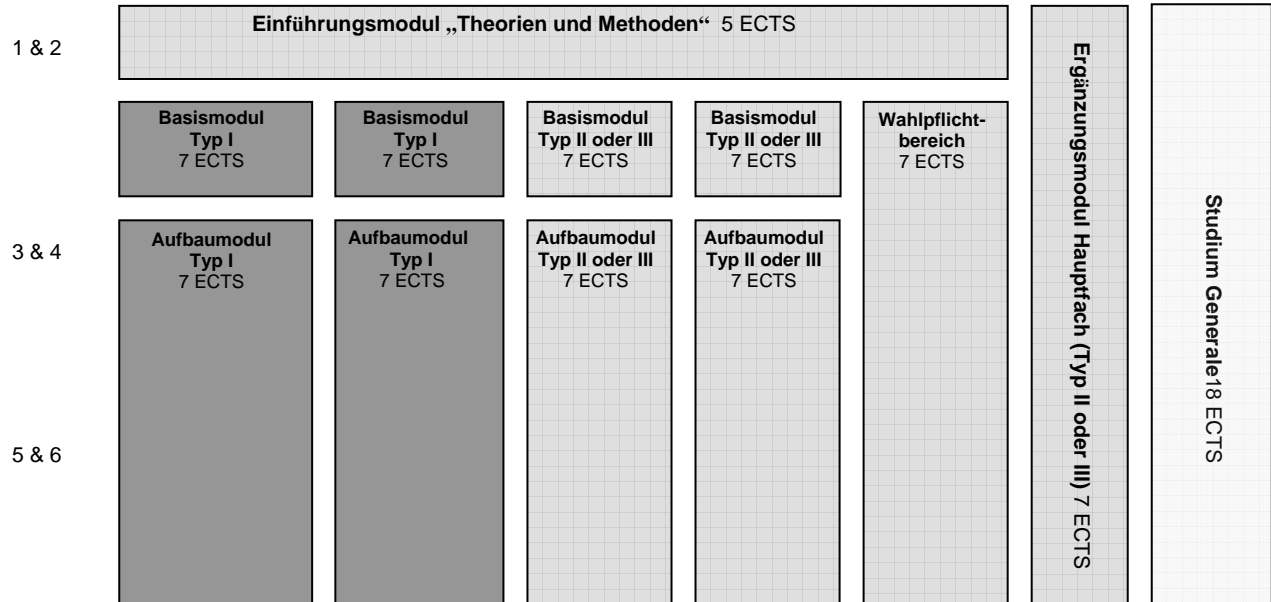 1 & 2
Einführungsmodul „Theorien und Methoden“ 5 ECTS
Basismodul
Typ I
7 ECTS
Basismodul
Typ I
7 ECTS
Basismodul
Typ II oder III
7 ECTS
Basismodul
Typ II oder III
7 ECTS
Wahlpflicht-
bereich
7 ECTS
3 & 4
Aufbaumodul
Typ I
7 ECTS
Aufbaumodul
Typ I
7 ECTS
Aufbaumodul
Typ II oder III
7 ECTS
Aufbaumodul
Typ II oder III
7 ECTS
5 & 6
Ergänzungsmodul Hauptfach (Typ II oder III) 7 ECTS
Studium Generale18 ECTS